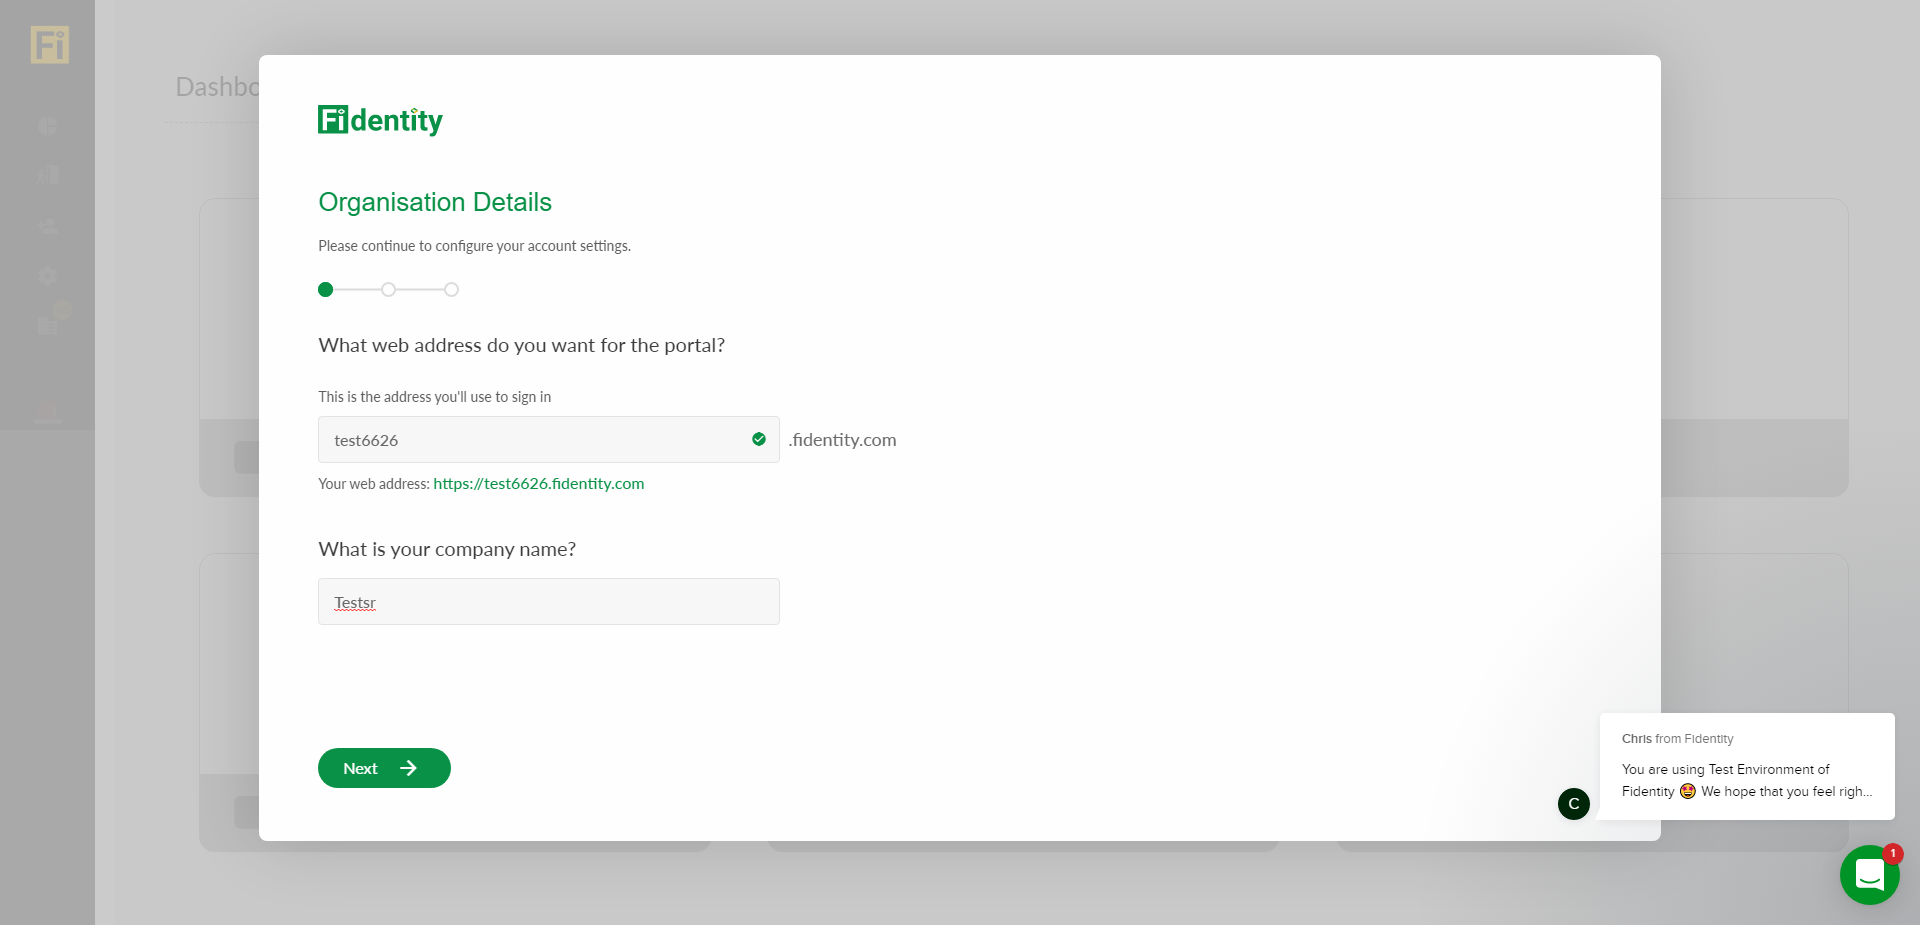 Fi
Dashbo
Fidentity
Organisation Details
Please continue to configure your account settings.
What web address do you want for the portal?
This is the address you'll use to sign in
test6626
.fidentity.com
Your web address: https://test6626.fidentity.com
What is your company name?
Testsr
Next
Chris from Fidentity
You are using Test Environment of
Fidentity 🤩 We hope that you feel righ...
C
1